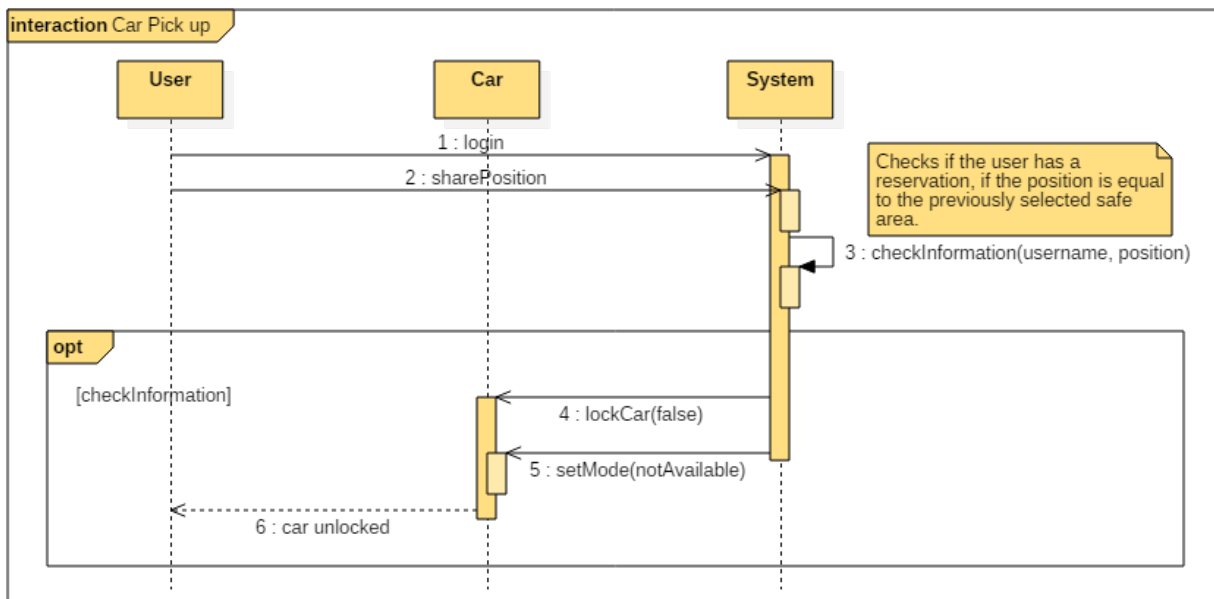 interaction Car Pick up
User
Car
System
1 : login
2 : sharePosition
Checks if the user has a
reservation, if the position is equal
to the previously selected safe
area.
3 : checkInformation(username, position)
opt
[checkInformation]
4 : lockCar(false)
5 : setMode(notAvailable)
6 : car unlocked